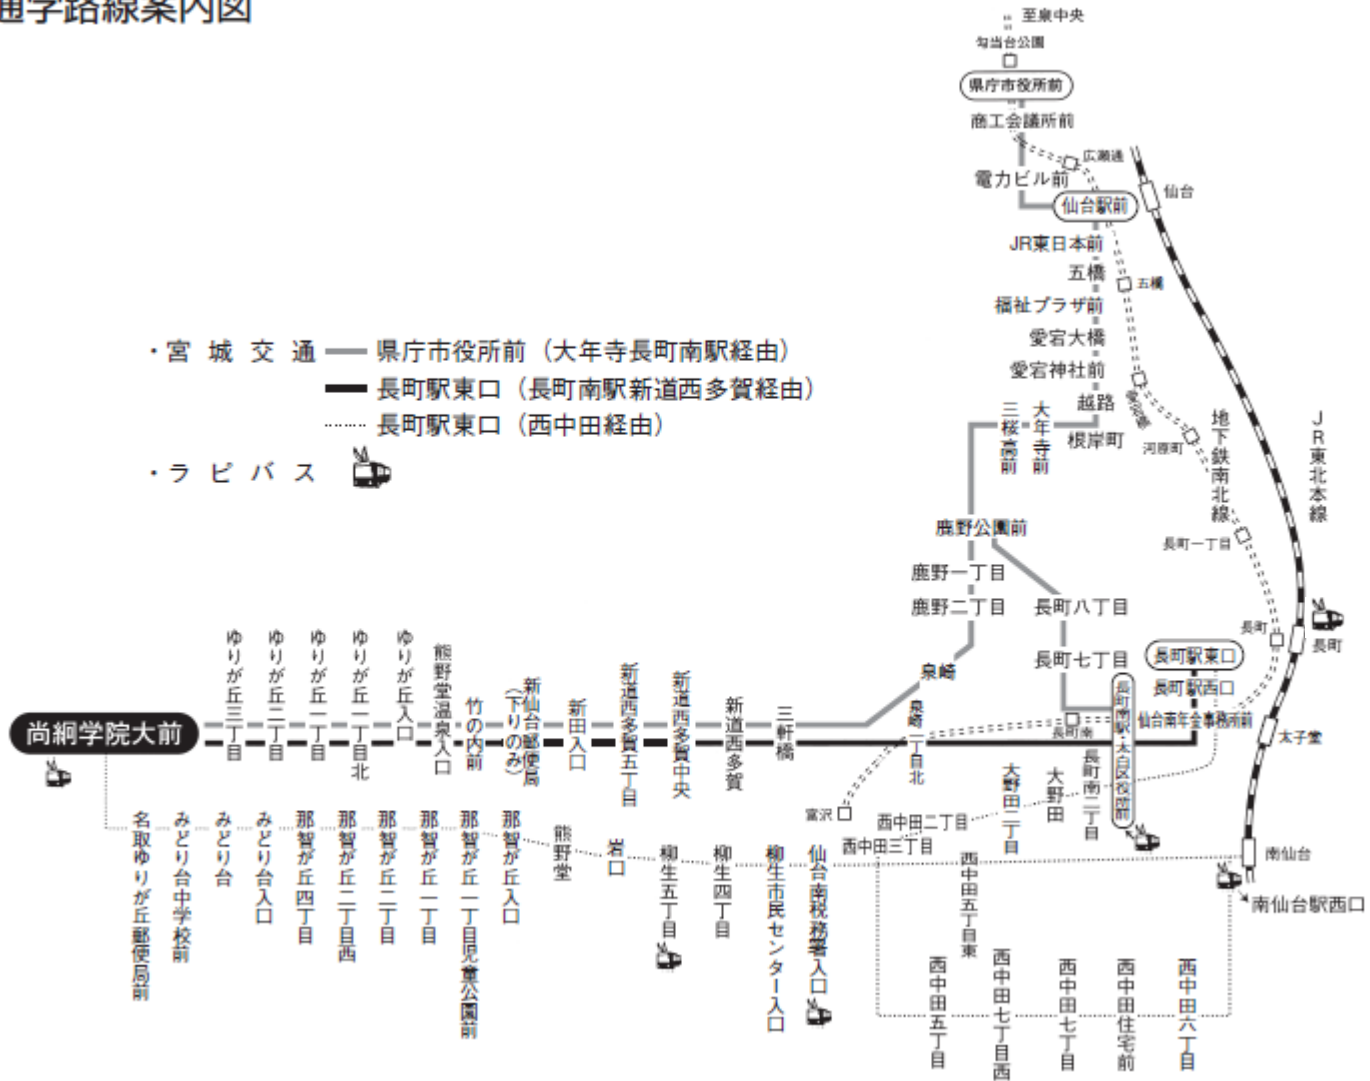 通学路線案内図
至泉中央
勾当台公園
県庁市役所前
商工会議所前
広瀬通
電力ビル前
仙台駅前
仙台
JR東日本前
五橋
五橋
福祉プラザ前
愛宕大橋
愛宕神社前
越路
根岸町
大年寺前
三桜高前
河原町
地下鉄南北線
JR東北本線
長町一丁目
・宮城交通
県庁市役所前（大年寺長町南駅経由）
長町駅東口（長町南駅新道西多賀経由）
長町駅東口（西中田経由）
・ラビバス
鹿野公園前
鹿野一丁目
鹿野二丁目
長町八丁目
長町七丁目
泉崎
長町
長町
長町駅東口
長町駅西口
仙台南年金事務所前
長町南駅・太白区役所前
長町南
太子堂
尚絅学院大前
ゆりが丘三丁目
ゆりが丘二丁目
ゆりが丘一丁目
ゆりが丘一丁目北
ゆりが丘入口
熊野堂温泉入口
竹の内前
新仙台郵便局
（下りのみ）
新田入口
新道西多賀五丁目
新道西多賀中央
新道西多賀
三軒橋
泉崎一丁目北
大野田二丁目
大野田
長町南二丁目
富沢
西中田二丁目
西中田三丁目
名取ゆりが丘郵便局前
みどり台中学校前
みどり台
みどり台入口
那智が丘四丁目
那智が丘二丁目西
那智が丘二丁目
那智が丘一丁目
那智が丘一丁目児童公園前
那智が丘入口
熊野堂
岩口
柳生五丁目
柳生四丁目
柳生市民センター入口
仙台南税務署入口
西中田五丁目東
南仙台
南仙台駅西口
西中田五丁目
西中田七丁目西
西中田七丁目
西中田住宅前
西中田六丁目